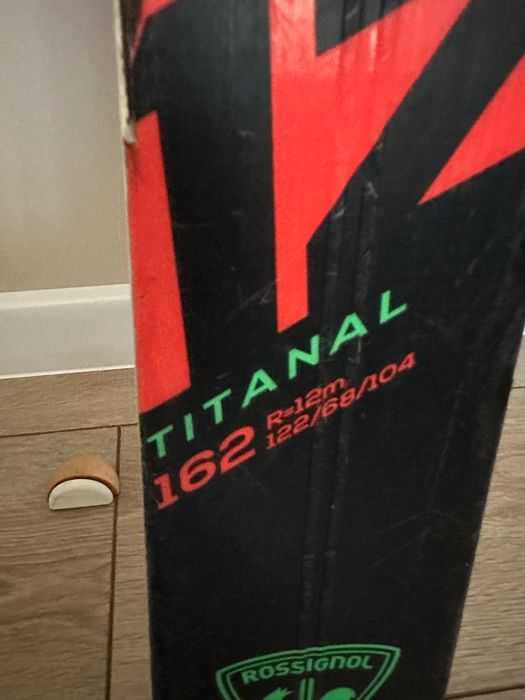 TITANAL
162
R=12m
122/68/104
ROSSIGNOL